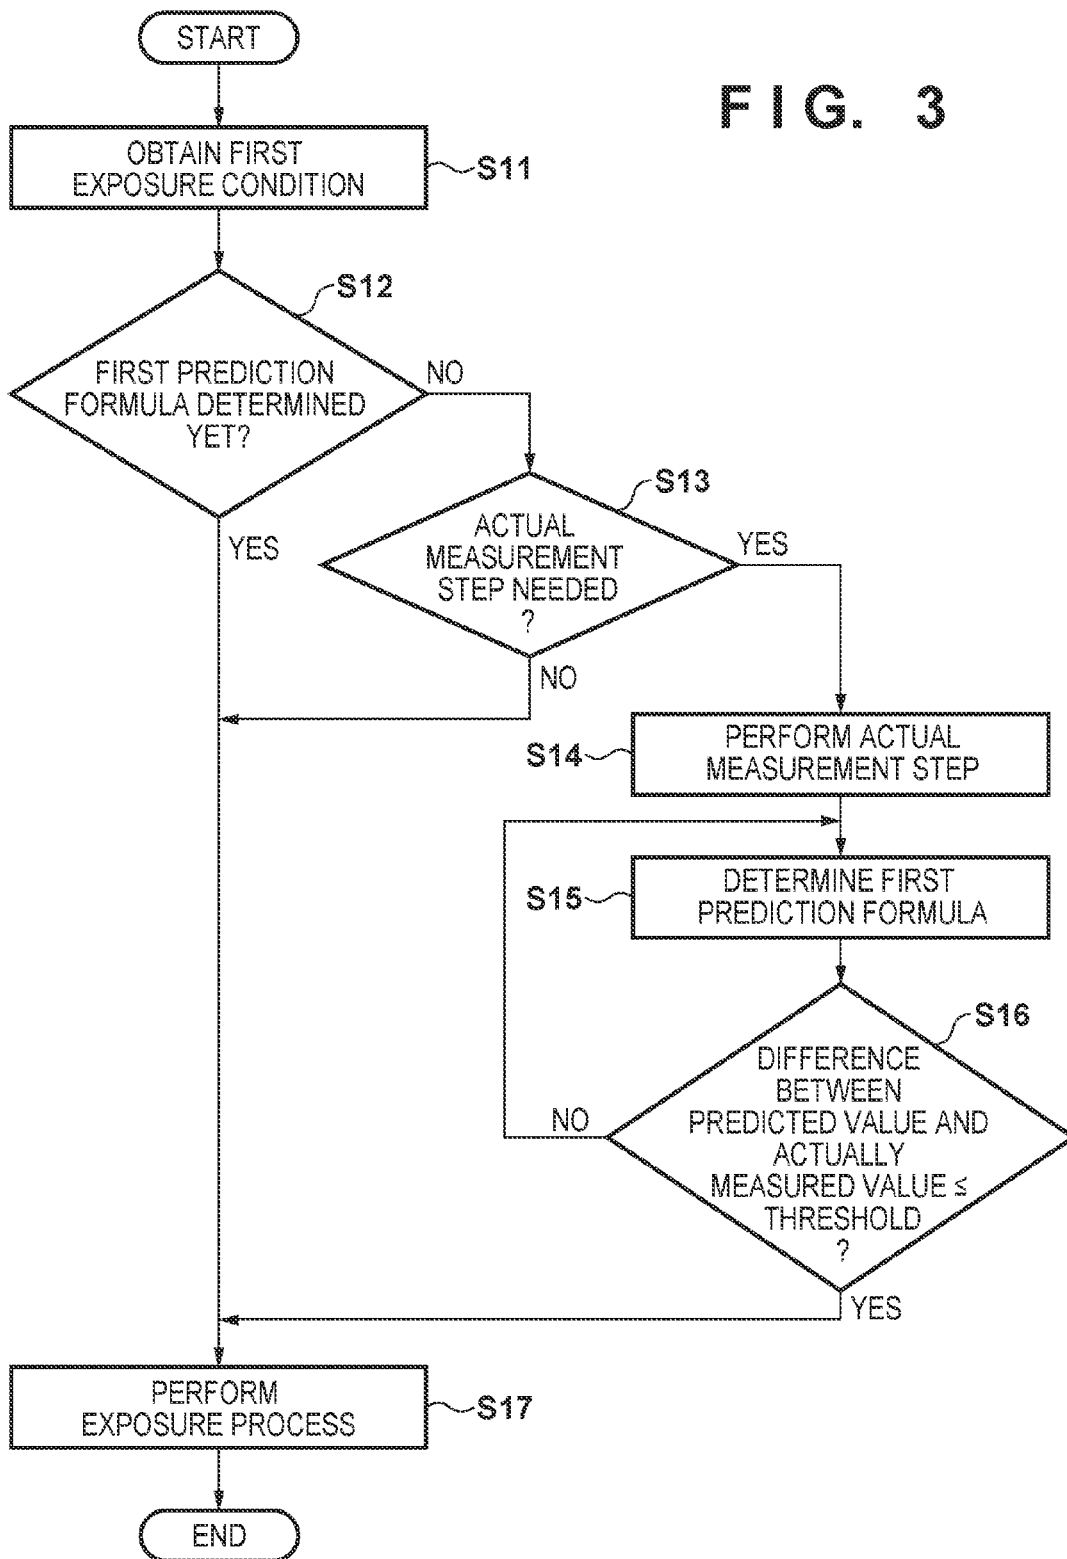 START
FIG. 3
OBTAIN FIRST
EXPOSURE CONDITION
S11
S12
FIRST PREDICTION
FORMULA DETERMINED
YET?
NO
YES
S13
ACTUAL
MEASUREMENT
STEP NEEDED
?
YES
NO
S14
PERFORM ACTUAL
MEASUREMENT STEP
S15
DETERMINE FIRST
PREDICTION FORMULA
S16
DIFFERENCE
BETWEEN
PREDICTED VALUE AND
ACTUALLY
MEASURED VALUE ≤
THRESHOLD
?
NO
YES
PERFORM
EXPOSURE PROCESS
S17
END